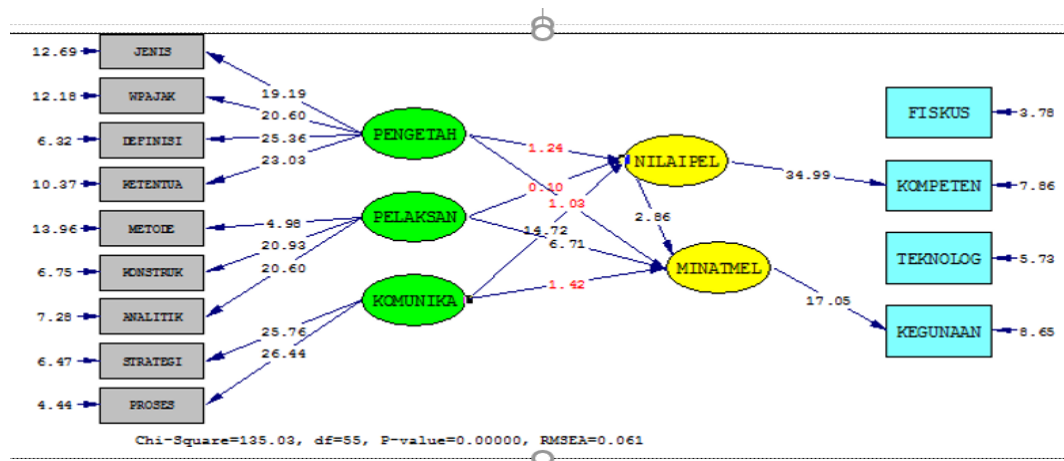 12.69 JENIS
19.19
12.18 WPAJAK
20.60
FISKUS 3.78
6.32 DEFINISI
25.36
PENGETAH
1.24
23.03
NILAIPEL
10.37 KETENTUA
34.99
KOMPETEN 7.86
0.10
1.03
4.98
PELAKSAN
2.86
13.96 METODE
20.93
14.72
6.71
TEKNOLOG 5.73
6.75 KONSTRUK
20.60
MINATMEL
1.42
KOMUNIKA
7.28 ANALITIK
17.05
25.76
KEGUNAAN 8.65
26.44
6.47 STRATEGI
4.44 PROSES
Chi-Square=135.03, df=55, P-value=0.00000, RMSEA=0.061